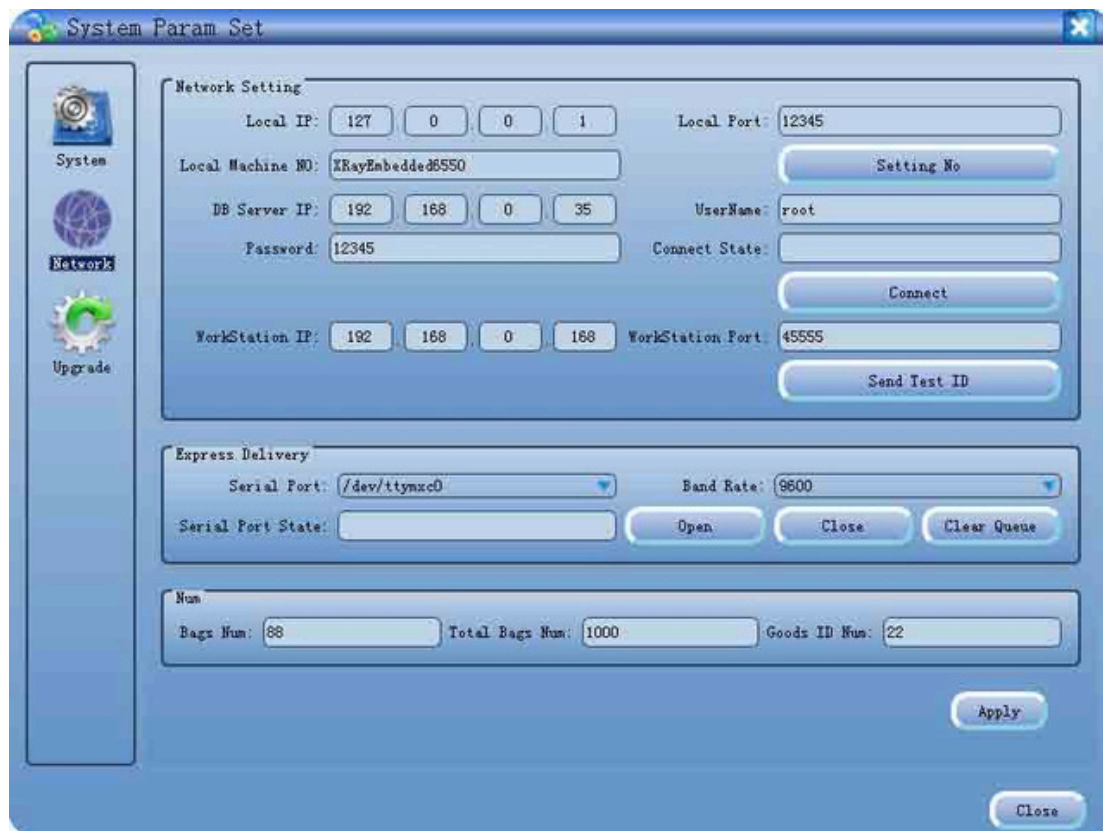 System Param Set
System
Network
Upgrade
Network Setting
Local IP: 127 . 0 . 0 . 1 Local Port: 12345
Local Machine NO: XRayEmbedded6550 Setting No
DB Server IP: 192 . 168 . 0 . 35 UserName: root
Password: 12345 Connect State:
Connect
WorkStation IP: 192 . 168 . 0 . 168 WorkStation Port: 45555
Send Test ID
Express Delivery
Serial Port: /dev/ttymxc0 Band Rate: 9600
Serial Port State: Open Close Clear Queue
Num
Bags Num: 88 Total Bags Num: 1000 Goods ID Num: 22
Apply
Close